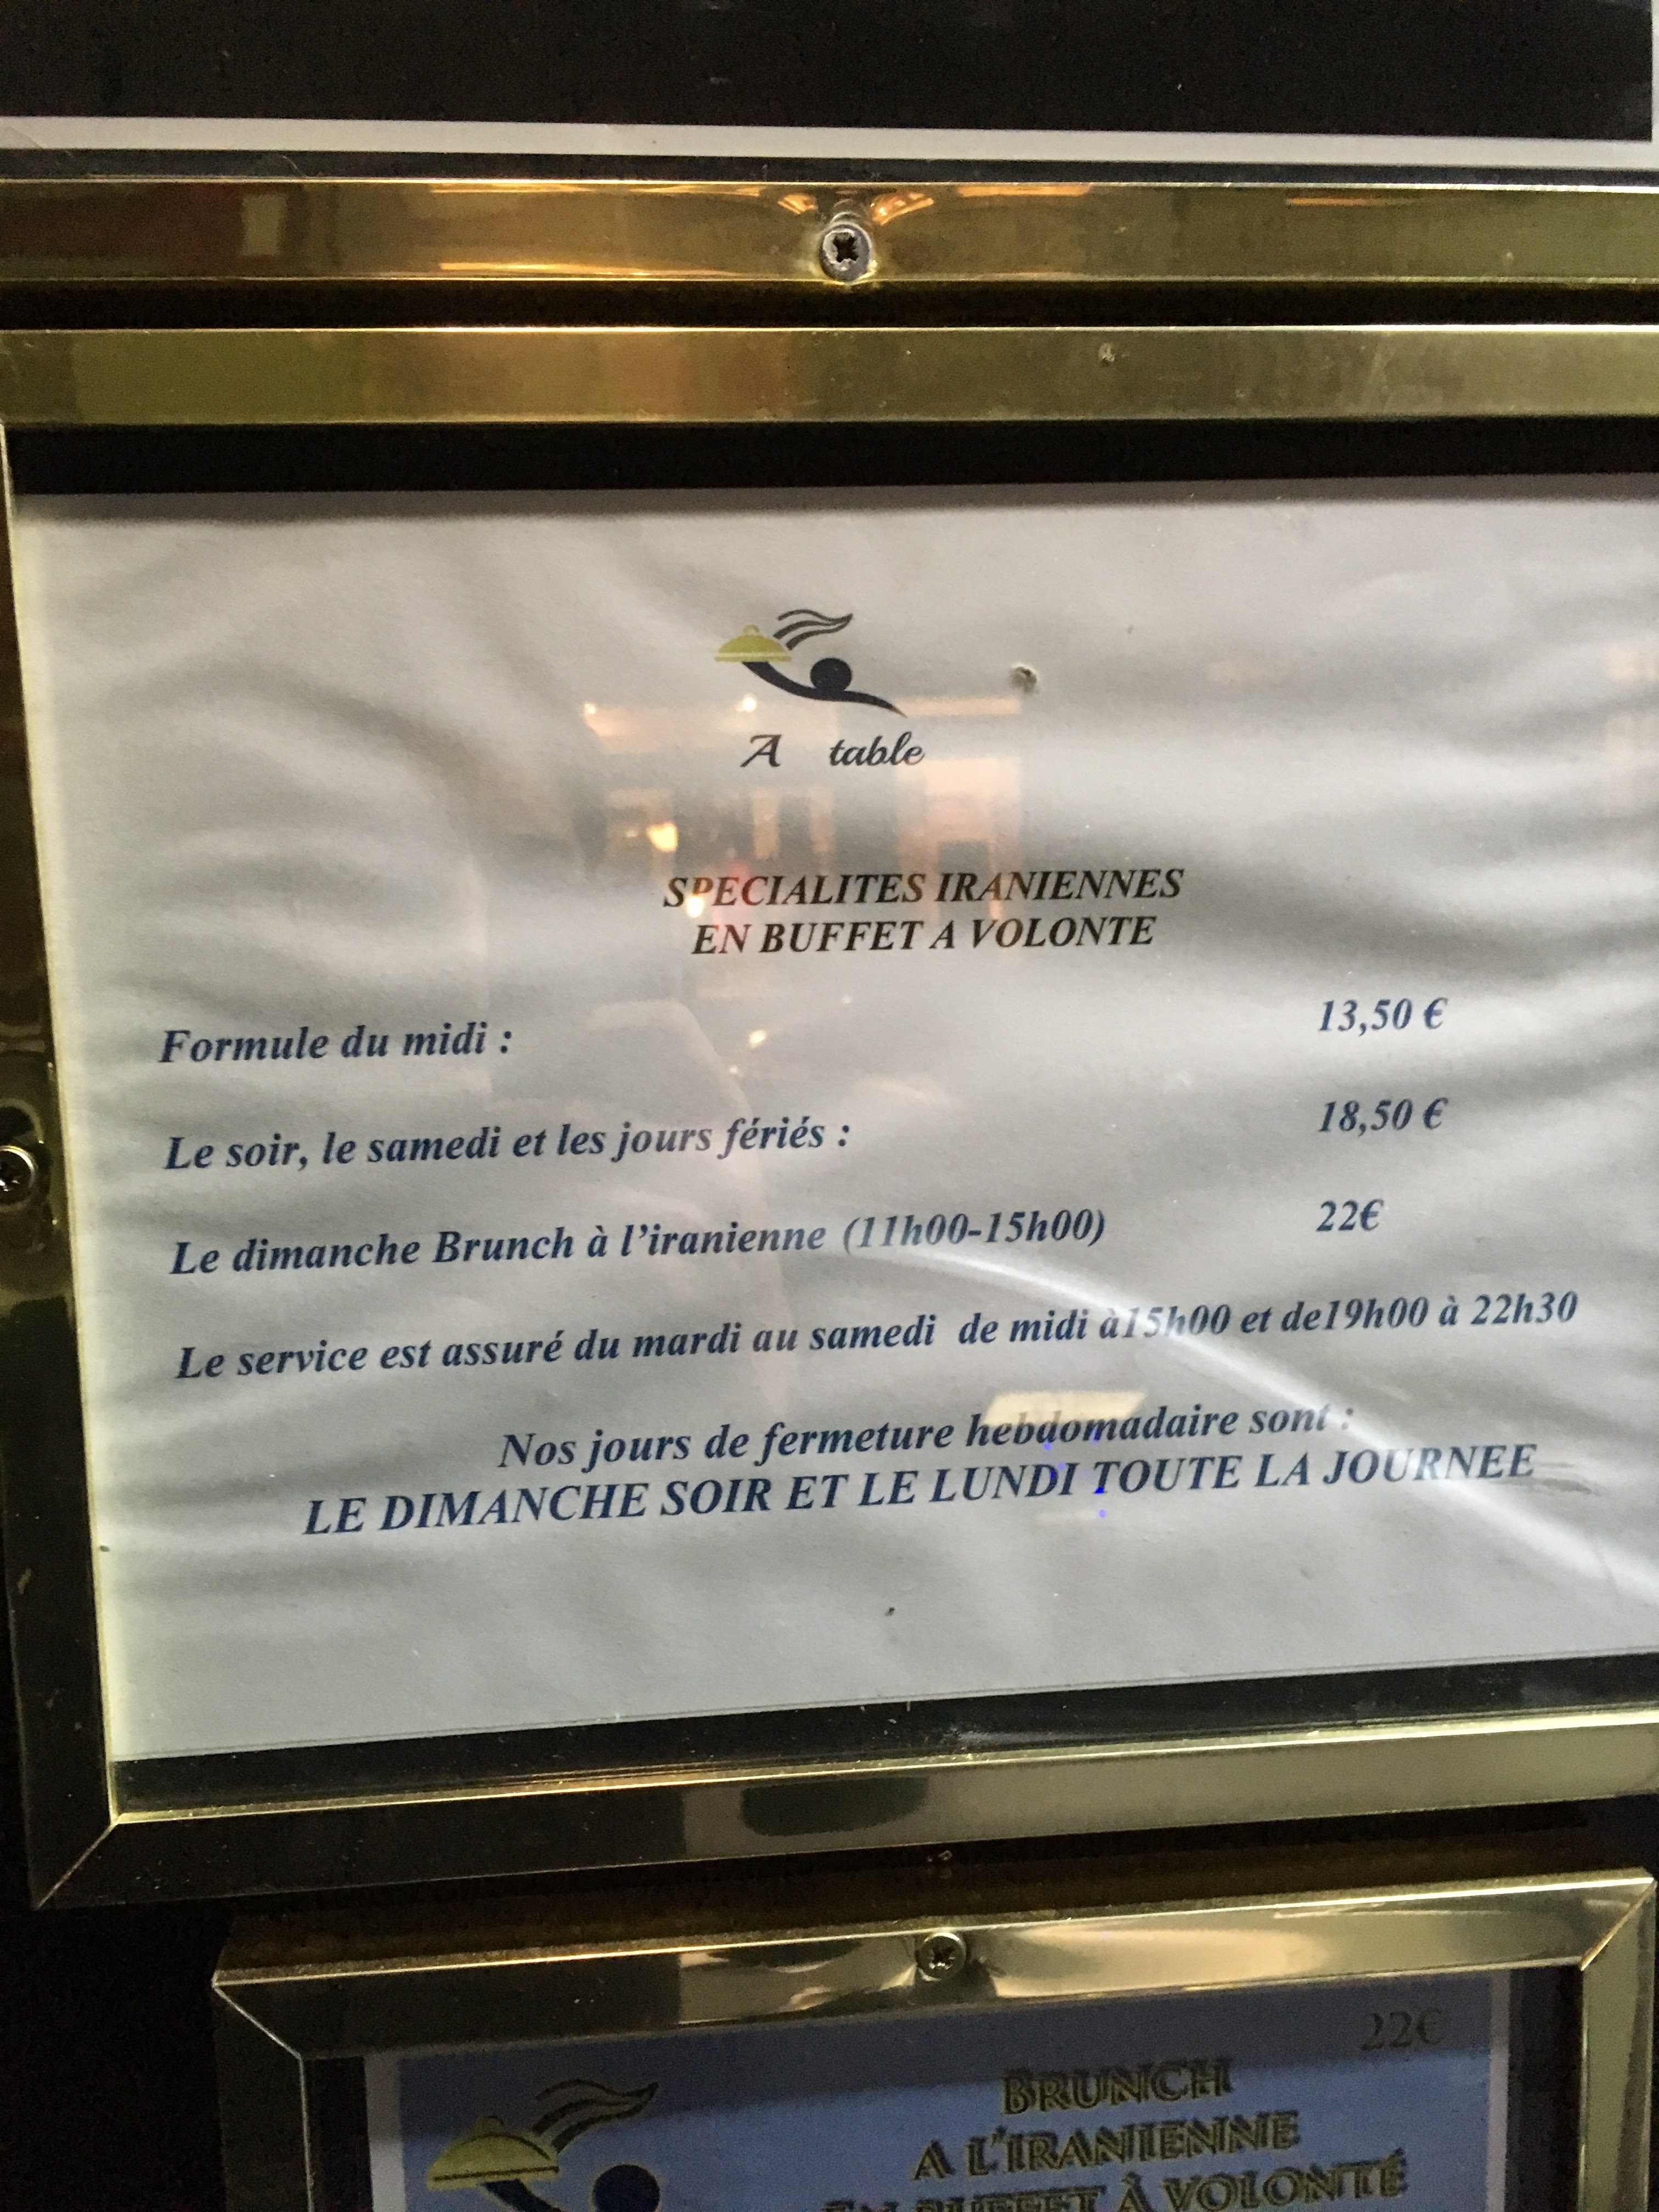 A table
SPECIALITES IRANIENNES
EN BUFFET A VOLONTE
Formule du midi : 13,50 €
Le soir, le samedi et les jours fériés : 18,50 €
Le dimanche Brunch à l'iranienne (11h00-15h00) 22€
Le service est assuré du mardi au samedi de midi à15h00 et de19h00 à 22h30
Nos jours de fermeture hebdomadaire sont :
LE DIMANCHE SOIR ET LE LUNDI TOUTE LA JOURNEE
22€
BRUNCH
A L'IRANIENNE
EN BUFFET À VOLONTÉ